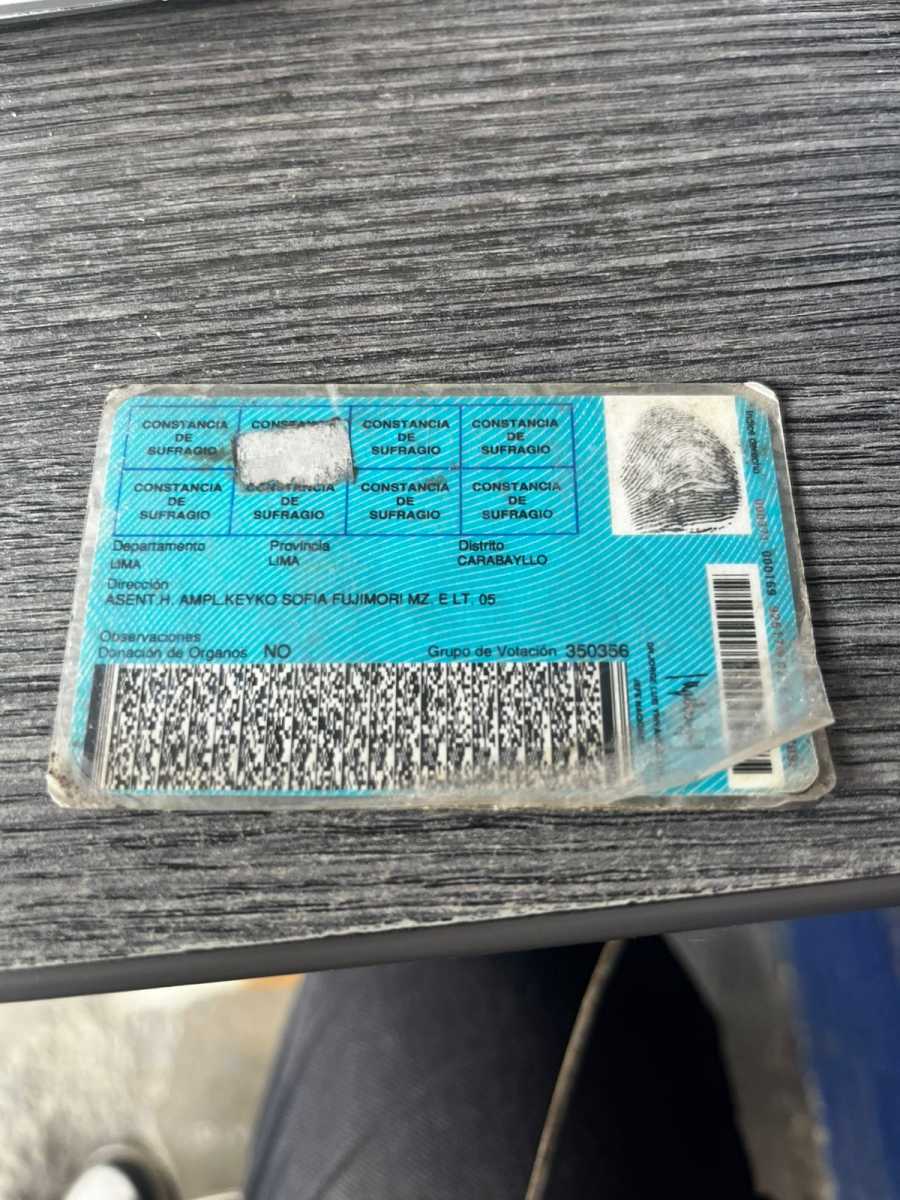 CONSTANCIA DE SUFRAGIO
CONSTANCIA DE SUFRAGIO
CONSTANCIA DE SUFRAGIO
CONSTANCIA DE SUFRAGIO
CONSTANCIA DE SUFRAGIO
CONSTANCIA DE SUFRAGIO
CONSTANCIA DE SUFRAGIO
Departamento Provincia Distrito
LIMA LIMA CARABAYLLO
Dirección
ASENT.H. AMPL.KEYKO SOFIA FUJIMORI MZ. E LT. 05
Observaciones
Donación de Organos NO Grupo de Votación 350356
Indice derecho